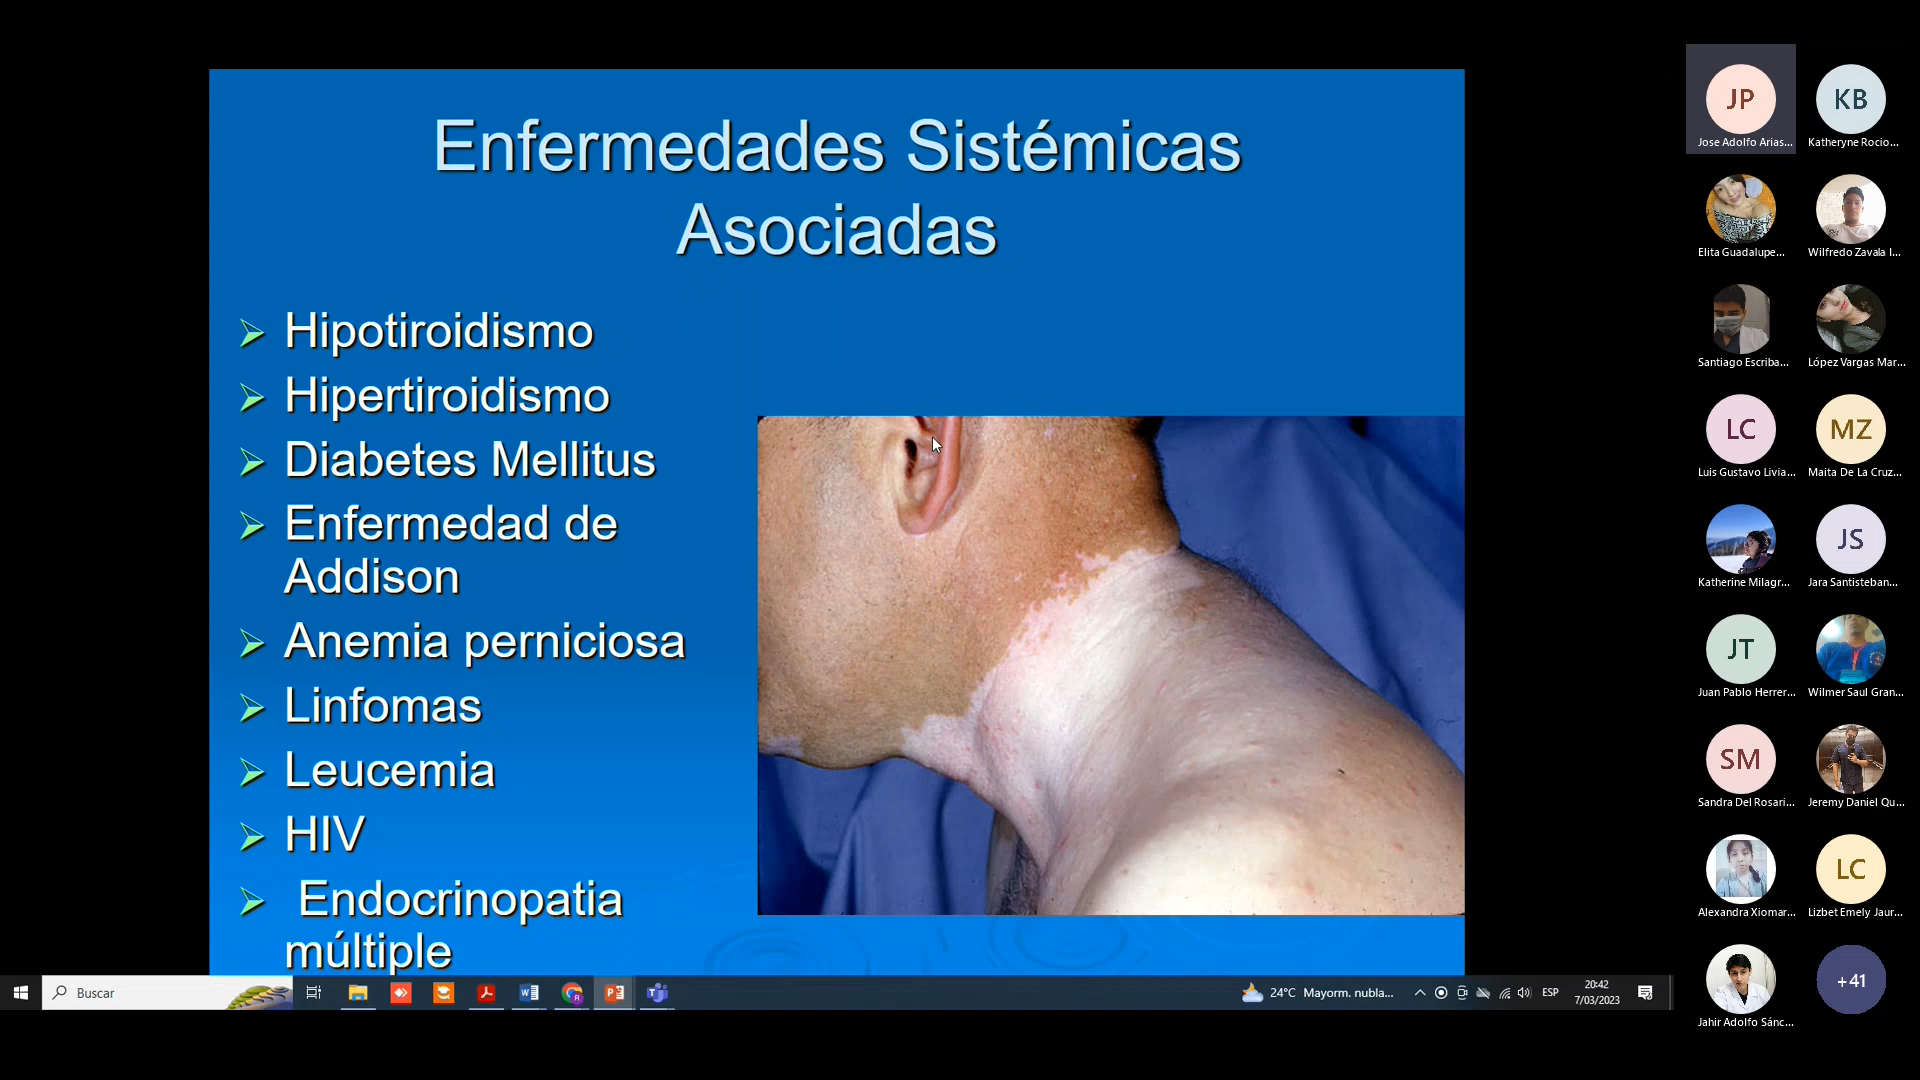 Enfermedades Sistémicas
Asociadas
Hipotiroidismo
Hipertiroidismo
Diabetes Mellitus
Enfermedad de
Addison
Anemia perniciosa
Linfomas
Leucemia
HIV
Endocrinopatia
múltiple
JP
Jose Adolfo Arias...
KB
Katheryne Rocio...
Elita Guadalupe...
Wilfredo Zavala I...
Santiago Escriba...
López Vargas Mar...
LC
Luis Gustavo Livia...
MZ
Maita De La Cruz...
Katherine Milagr...
JS
Jara Santisteban...
JT
Juan Pablo Herrer...
Wilmer Saul Gran...
SM
Sandra Del Rosari...
Jeremy Daniel Qu...
Alexandra Xiomar...
LC
Lizbet Emely Jaur...
Jahir Adolfo Sánc...
+41
Buscar
24°C Mayorm. nubla...
ESP
20:42
7/03/2023